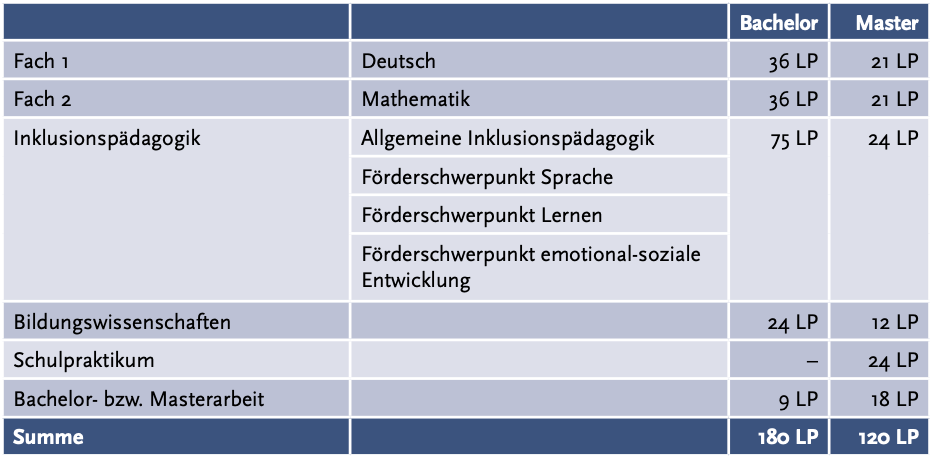 Bachelor Master
Fach 1 Deutsch 36 LP 21 LP
Fach 2 Mathematik 36 LP 21 LP
Inklusionspädagogik Allgemeine Inklusionspädagogik 75 LP 24 LP
Förderschwerpunkt Sprache
Förderschwerpunkt Lernen
Förderschwerpunkt emotional-soziale
Entwicklung
Bildungswissenschaften 24 LP 12 LP
Schulpraktikum – 24 LP
Bachelor- bzw. Masterarbeit 9 LP 18 LP
Summe 180 LP 120 LP